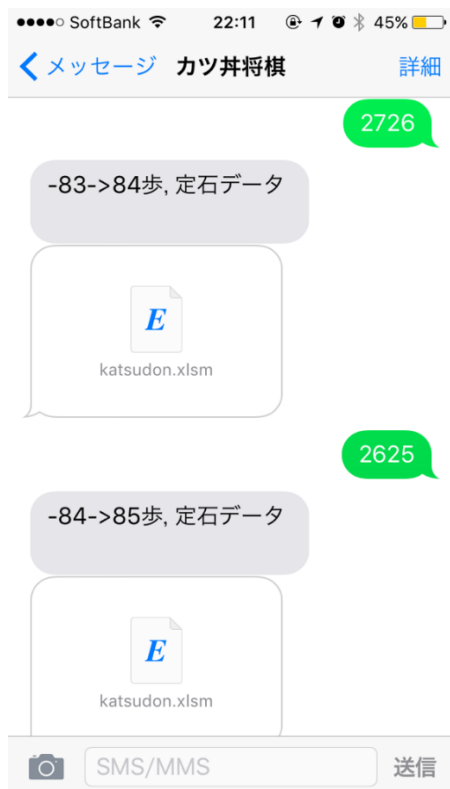 SoftBank 22:11 45%
メッセージ カツ丼将棋 詳細
2726
-83->84歩, 定石データ
E
katsudon.xlsm
2625
-84->85歩, 定石データ
E
katsudon.xlsm
SMS/MMS 送信